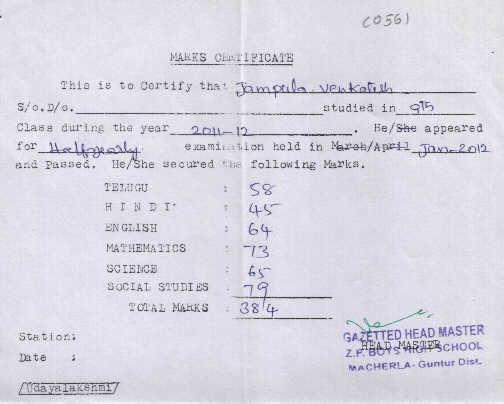 (0561)
MARKS CERTIFICATE
This is to Certify that Jampula. Venkatesh
S/o.D/o. studied in 9th
Class during the year 2011-12 . He/She appeared
for Halfyearly. examination held in March/April Jan-2012
and Passed. He/She secured the following Marks.
TELUGU : 58
HINDI : 45
ENGLISH : 64
MATHEMATICS : 73
SCIENCE : 65
SOCIAL STUDIES : 79
TOTAL MARKS : 384
GAZETTED HEAD MASTER
Station: HEAD MASTER
Z.P. BOYS HIGH SCHOOL
Date : MACHERLA- Guntur Dist.
/Udayalakshmi/